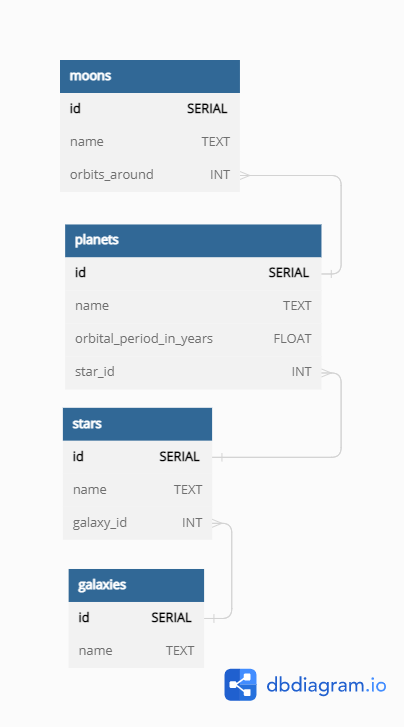 moons
id SERIAL
name TEXT
orbits_around INT
planets
id SERIAL
name TEXT
orbital_period_in_years FLOAT
star_id INT
stars
id SERIAL
name TEXT
galaxy_id INT
galaxies
id SERIAL
name TEXT
dbdiagram.io